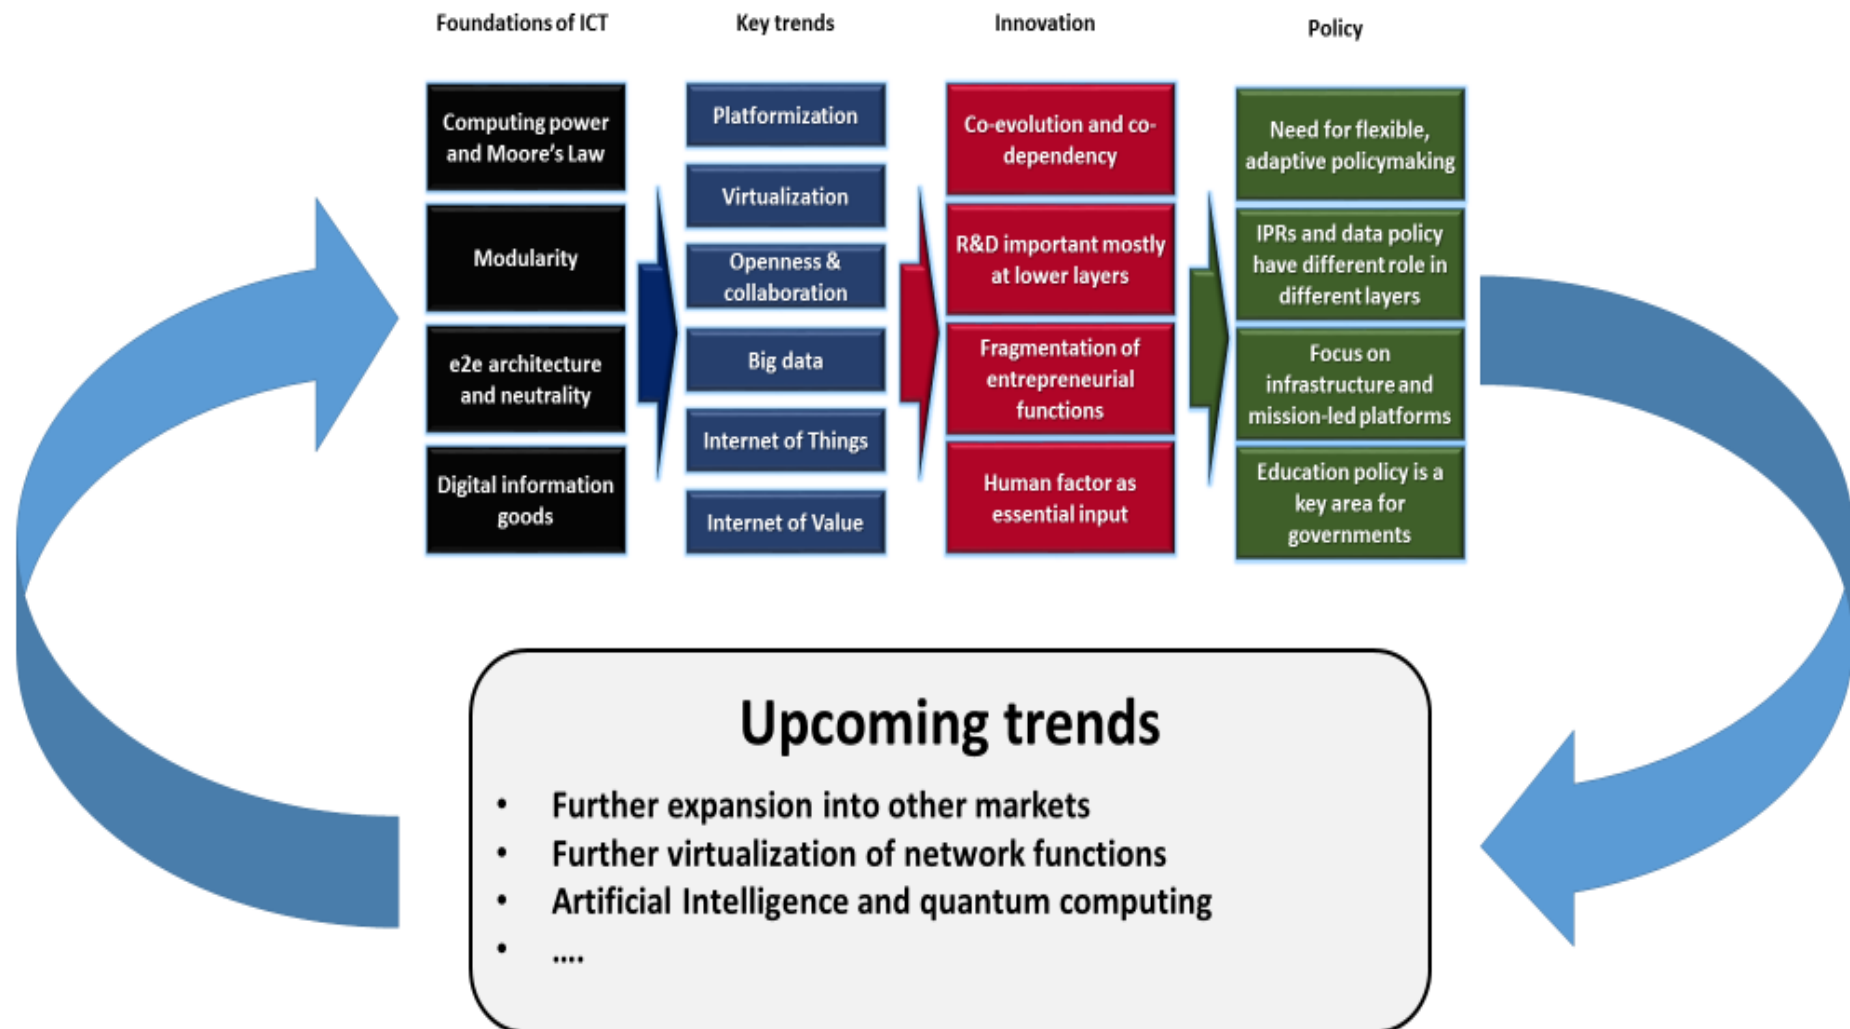 Foundations of ICT
Key trends
Innovation
Policy
Computing power
and Moore's Law
Modularity
e2e architecture
and neutrality
Digital information
goods
Platformization
Virtualization
Openness &
collaboration
Big data
Internet of Things
Internet of Value
Co-evolution and co-
dependency
R&D important mostly
at lower layers
Fragmentation of
entrepreneurial
functions
Human factor as
essential input
Need for flexible,
adaptive policymaking
IPRs and data policy
have different role in
different layers
Focus on
infrastructure and
mission-led platforms
Education policy is a
key area for
governments
Upcoming trends
• Further expansion into other markets
• Further virtualization of network functions
• Artificial Intelligence and quantum computing
• ....